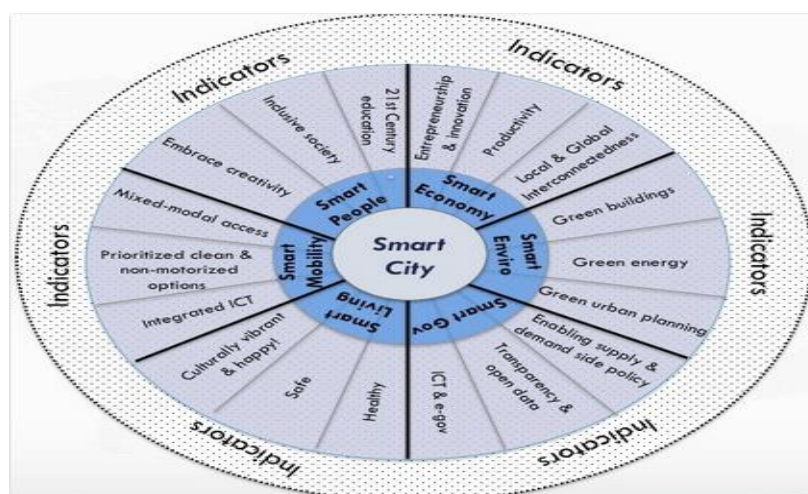 Indicators
Indicators
Indicators
Indicators
Indicators
Indicators
Smart
City
Smart
Economy
Entrepreneurship
& Innovation
Productivity
Local & Global
Interconnectedness
Smart
Enviro
Green buildings
Green energy
Green urban planning
Smart Gov
Enabling supply &
demand side policy
Transparency &
open data
ICT & e-gov
Smart
Living
Healthy
Safe
Culturally vibrant
& happy!
Smart
Mobility
Integrated ICT
Prioritized clean &
non-motorized
options
Mixed-modal access
Smart
People
Embrace creativity
Inclusive society
21st Century
education